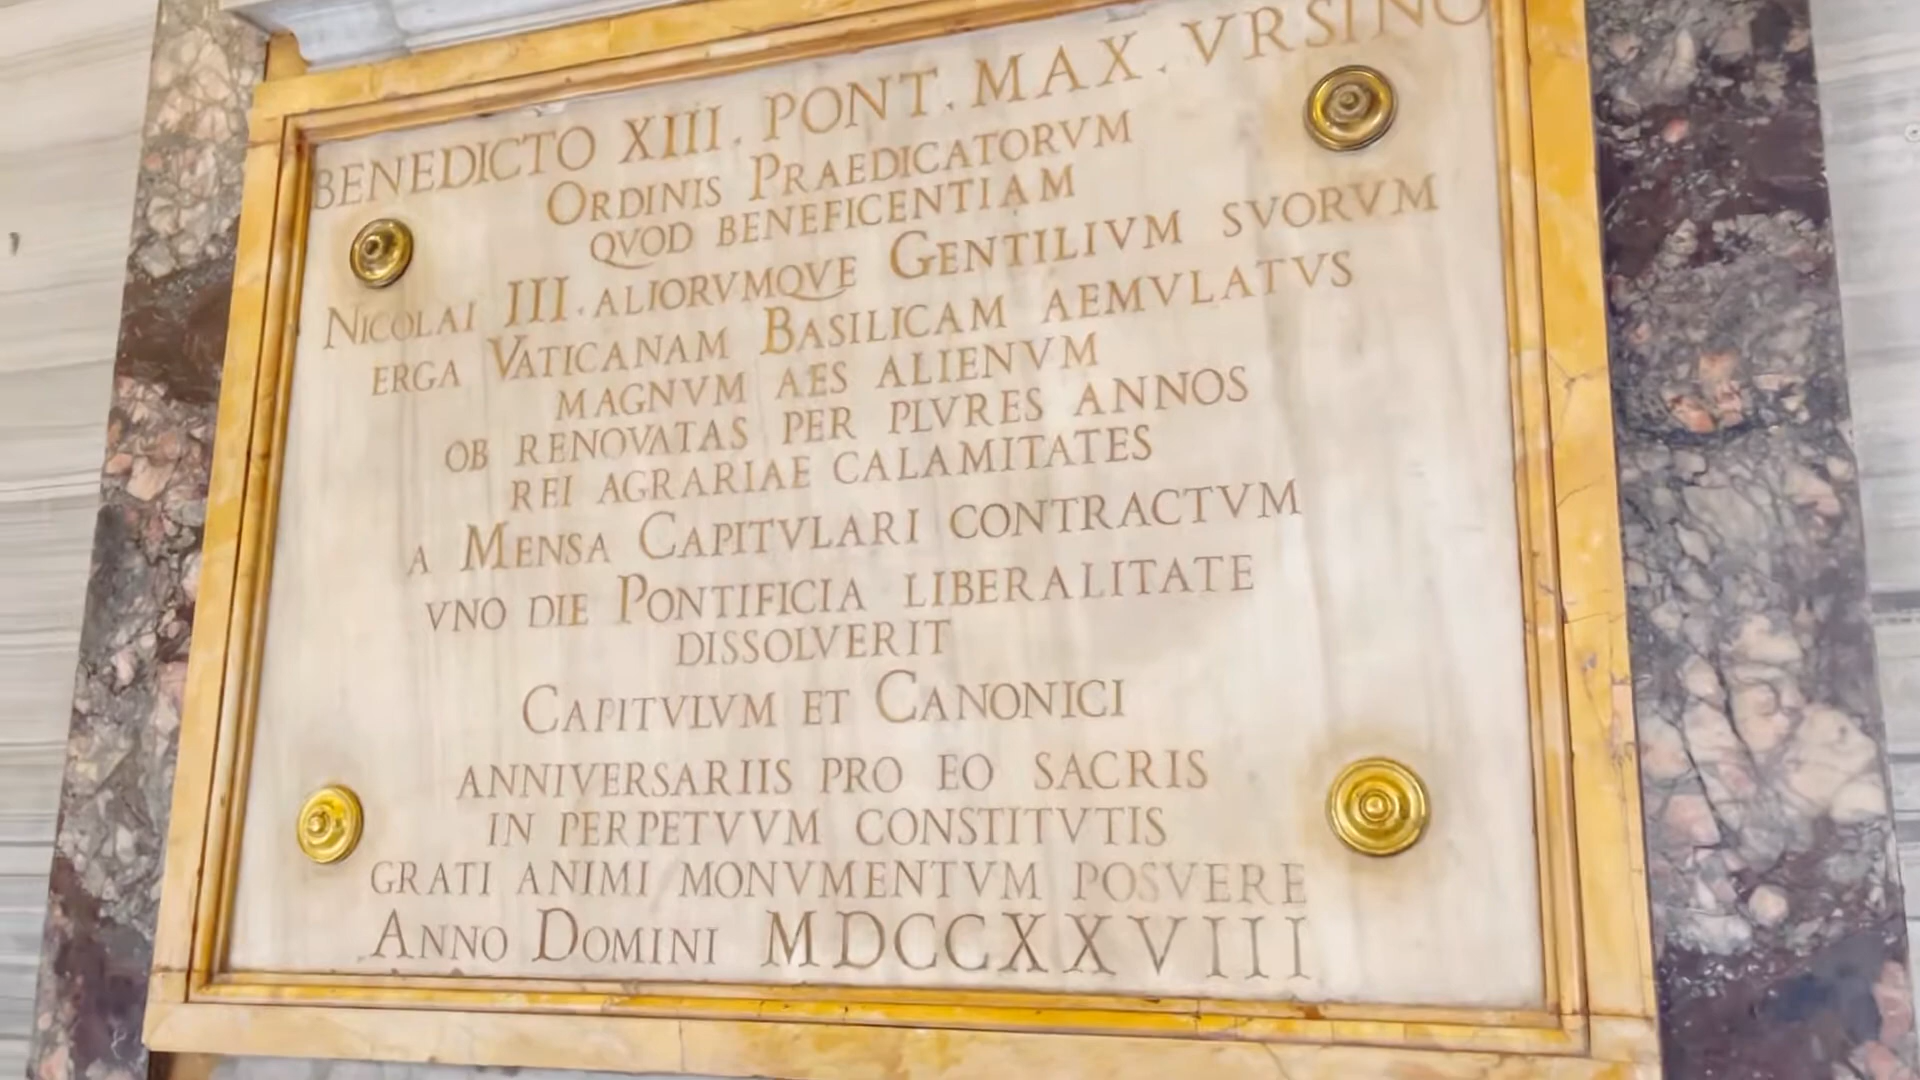 BENEDICTO XIII. PONT. MAX. VRSINO
ORDINIS PRAEDICATORVM
QVOD BENEFICENTIAM
NICOLAI III. ALIORVMQVE GENTILIVM SVORVM
ERGA VATICANAM BASILICAM AEMVLATVS
MAGNVM AES ALIENVM
OB RENOVATAS PER PLVRES ANNOS
REI AGRARIAE CALAMITATES
A MENSA CAPITVLARI CONTRACTVM
VNO DIE PONTIFICIA LIBERALITATE
DISSOLVERIT
CAPITVLVM ET CANONICI
ANNIVERSARIIS PRO EO SACRIS
IN PERPETVVM CONSTITVTIS
GRATI ANIMI MONVMENTVM POSVERE
ANNO DOMINI MDCCXXVIII